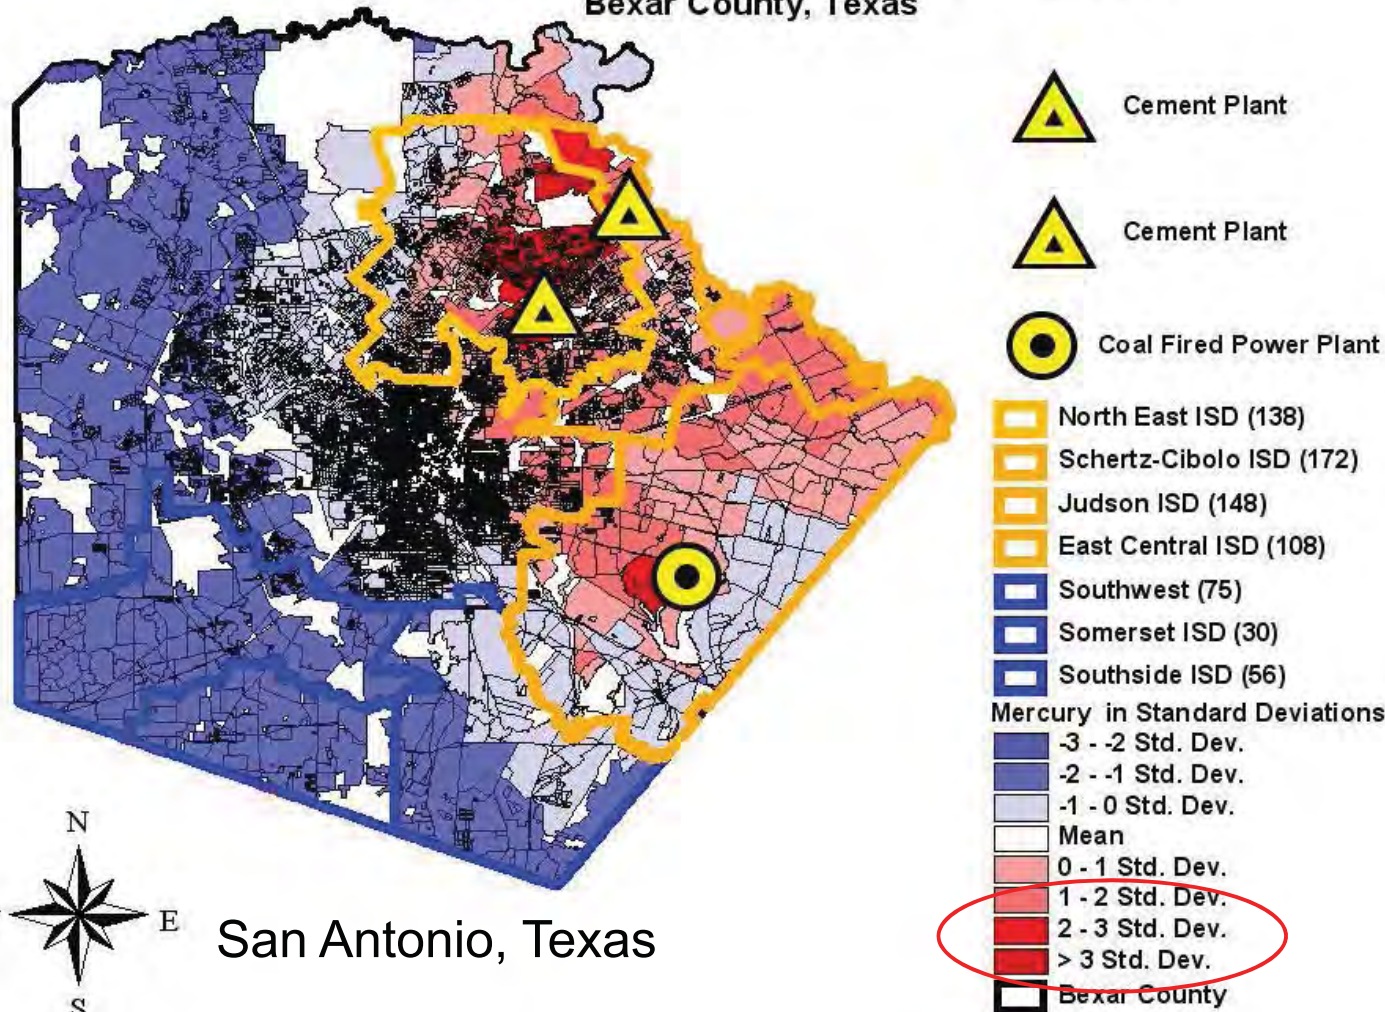 Bexar County, Texas
Cement Plant
Cement Plant
Coal Fired Power Plant
North East ISD (138)
Schertz-Cibolo ISD (172)
Judson ISD (148)
East Central ISD (108)
Southwest (75)
Somerset ISD (30)
Southside ISD (56)
Mercury in Standard Deviations
-3 - -2 Std. Dev.
-2 - -1 Std. Dev.
-1 - 0 Std. Dev.
Mean
0 - 1 Std. Dev.
1 - 2 Std. Dev.
2 - 3 Std. Dev.
> 3 Std. Dev.
Bexar County
N
E
S
San Antonio, Texas